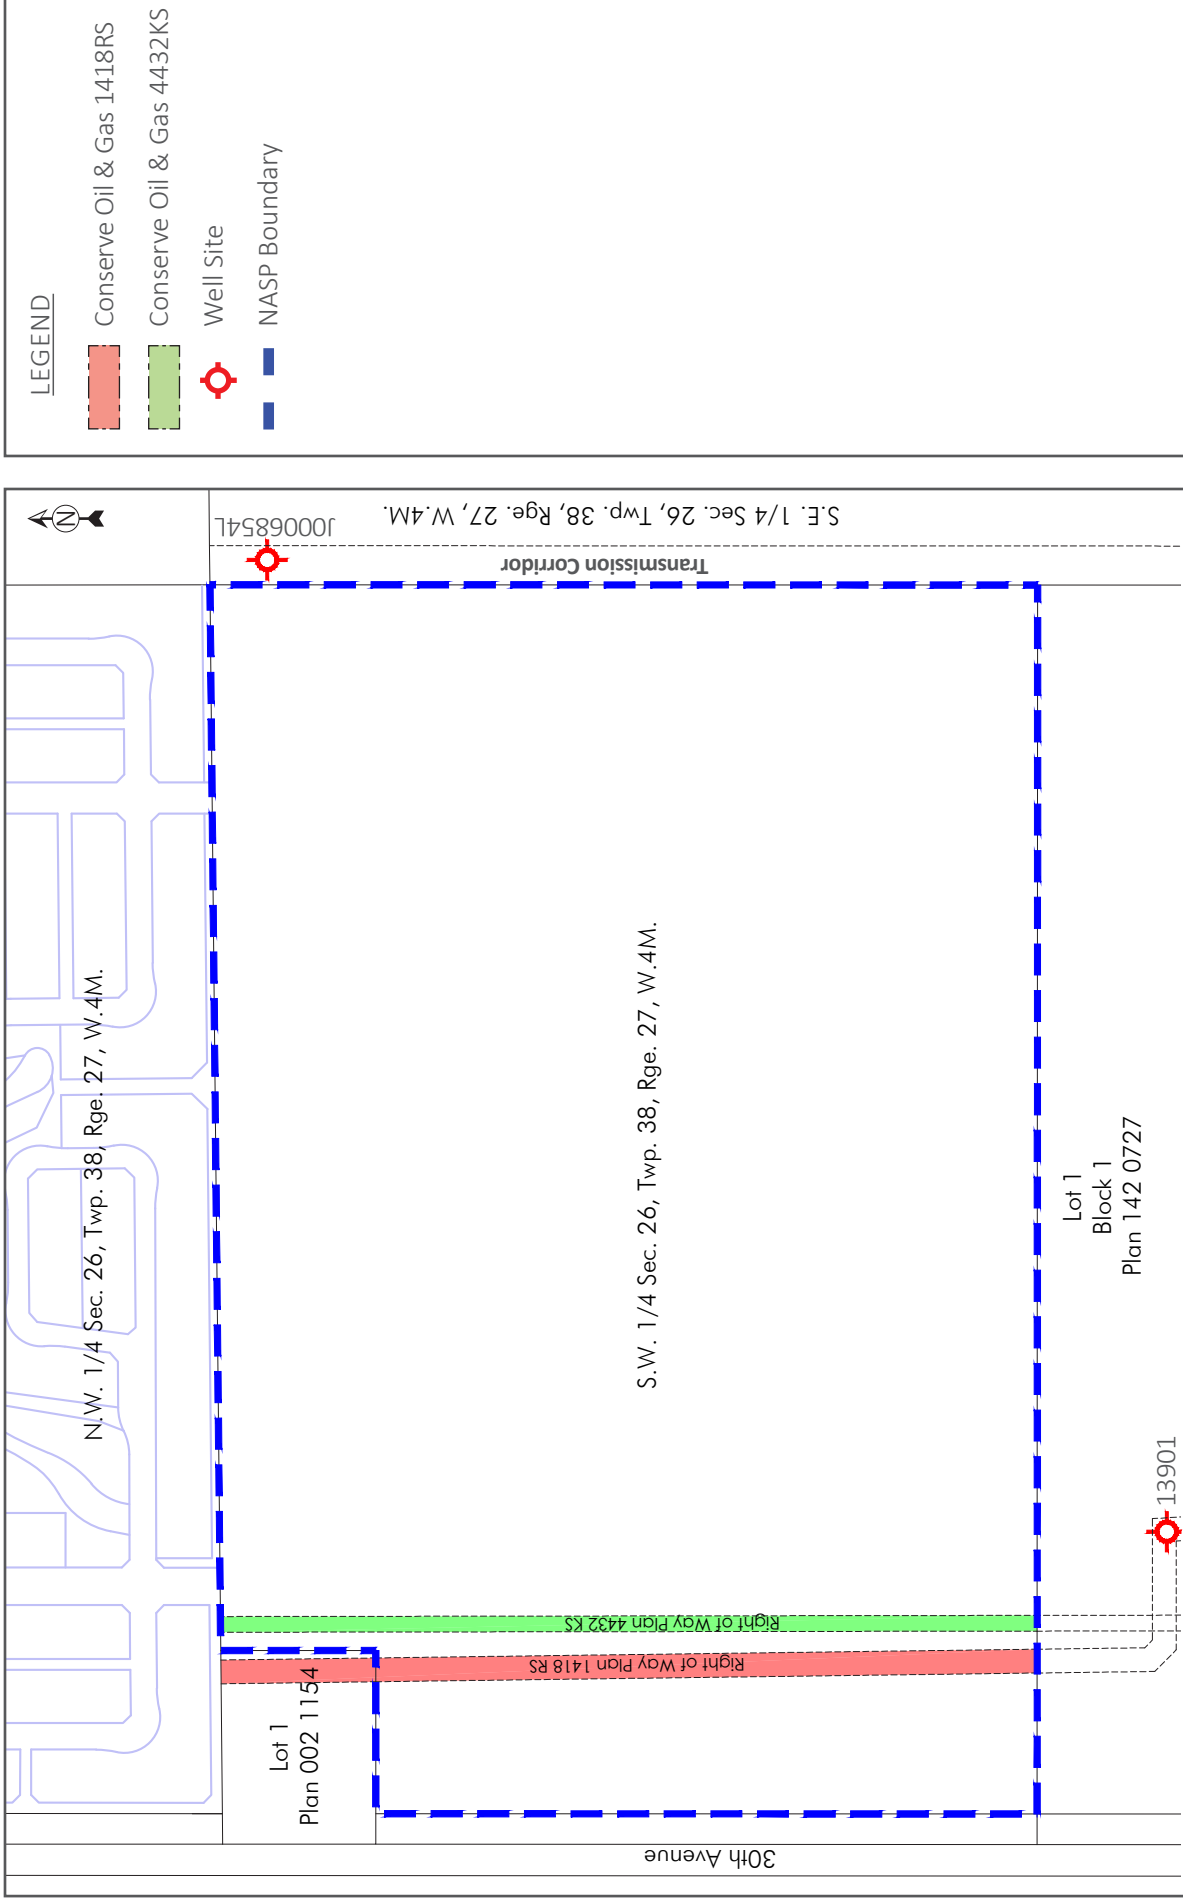 LEGEND
Conserve Oil & Gas 1418RS
Conserve Oil & Gas 4432KS
Well Site
NASP Boundary
N
J0006854L
S.E. 1/4 Sec. 26, Twp. 38, Rge. 27, W.4M.
Transmission Corridor
N.W. 1/4 Sec. 26, Twp. 38, Rge. 27, W.4M.
S.W. 1/4 Sec. 26, Twp. 38, Rge. 27, W.4M.
Lot 1
Block 1
Plan 142 0727
13901
Right of Way Plan 4432 KS
Right of Way Plan 1418 RS
Lot 1
Plan 002 1154
30th Avenue